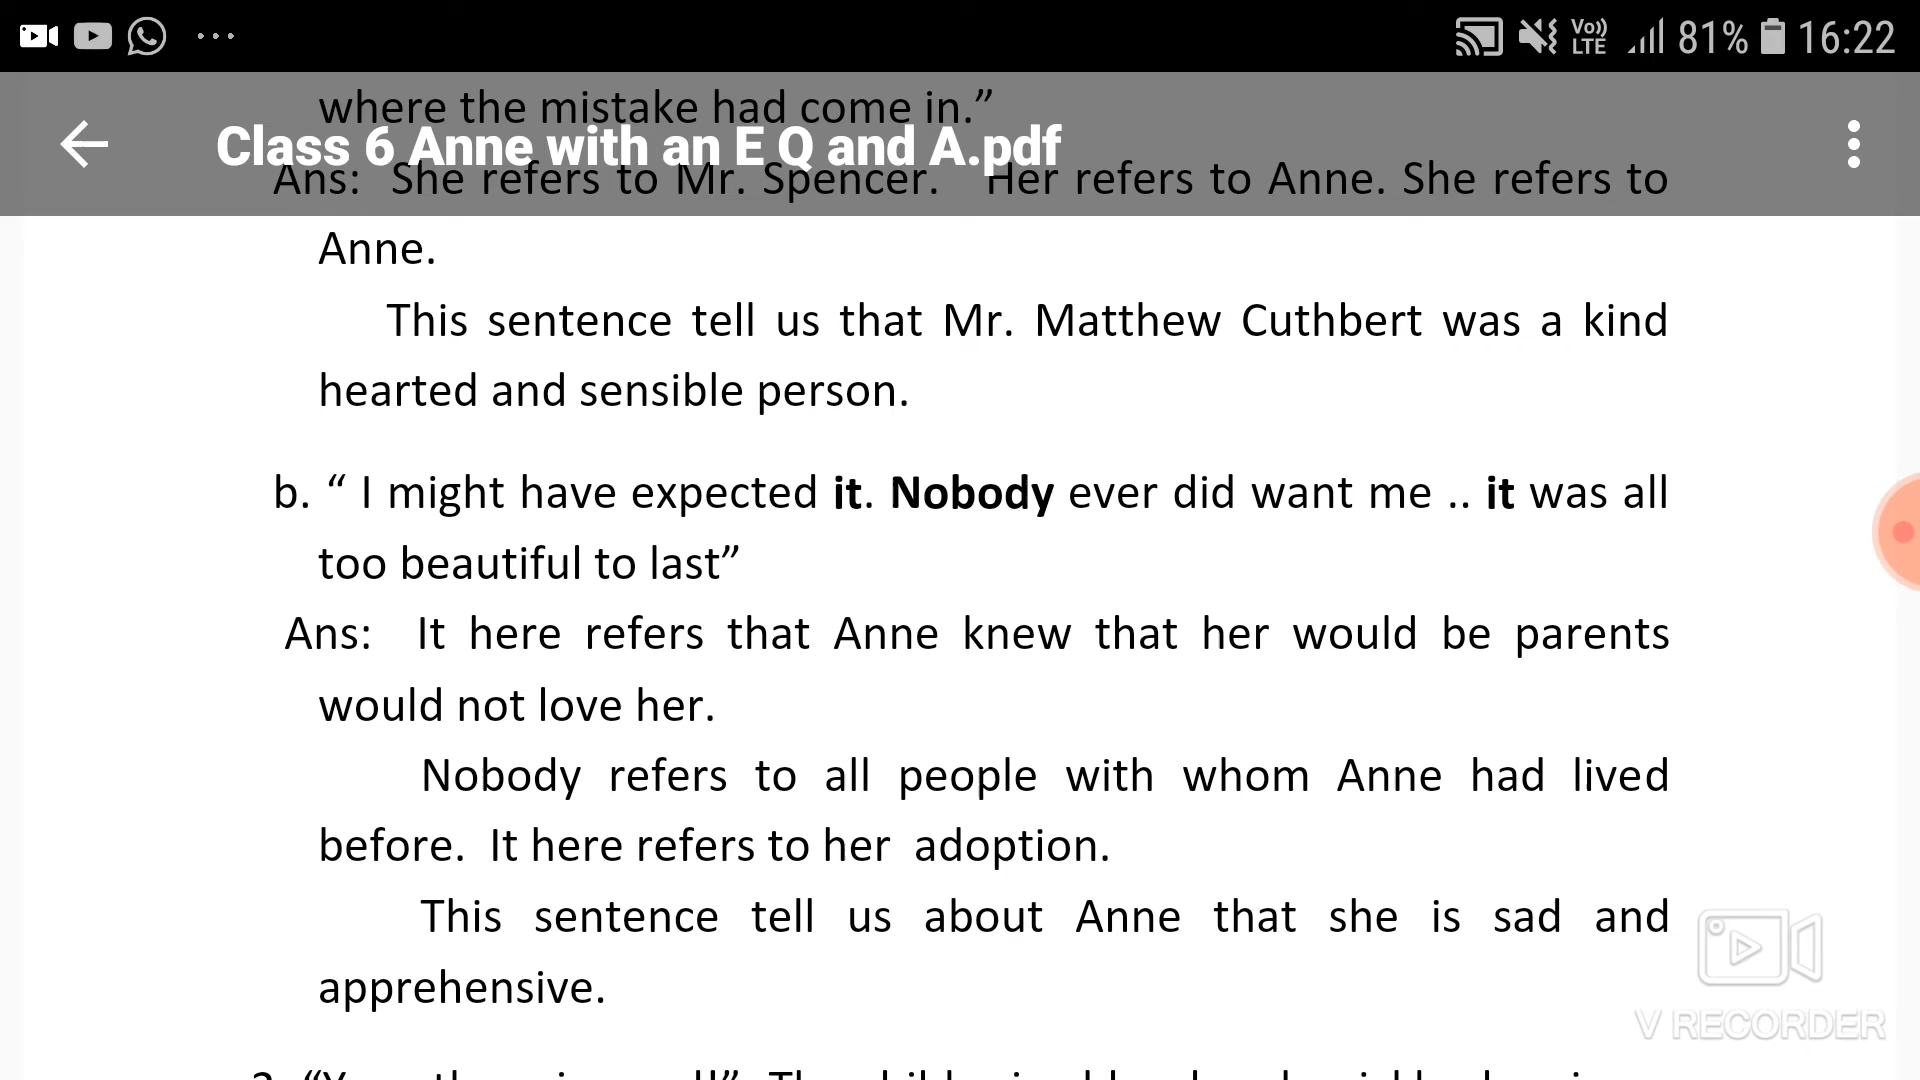 Vo))
LTE
81%
16:22
where the mistake had come in.”
Class 6 Anne with an E Q and A.pdf
Ans: She refers to Mr. Spencer. Her refers to Anne. She refers to
Anne.
This sentence tell us that Mr. Matthew Cuthbert was a kind
hearted and sensible person.
b. “ I might have expected it. Nobody ever did want me .. it was all
too beautiful to last”
Ans: It here refers that Anne knew that her would be parents
would not love her.
Nobody refers to all people with whom Anne had lived
before. It here refers to her adoption.
This sentence tell us about Anne that she is sad and
apprehensive.
V RECORDER